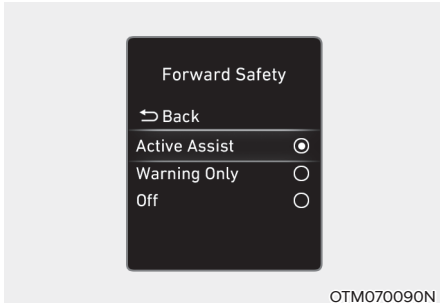 Forward Safety
Back
Active Assist
Warning Only
Off
OTM070090N